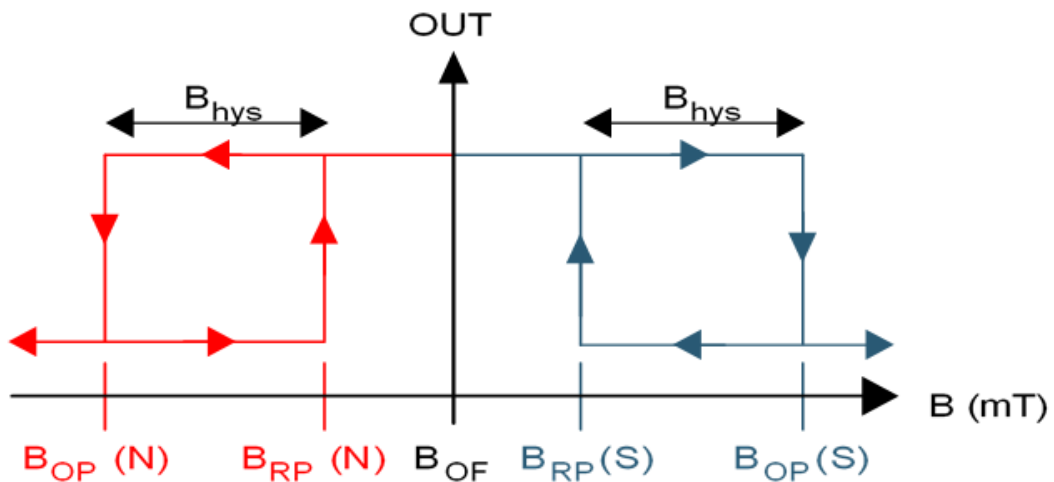 OUT
Bhys Bhys
B (mT)
BOP (N) BRP (N) BOF BRP (S) BOP (S)